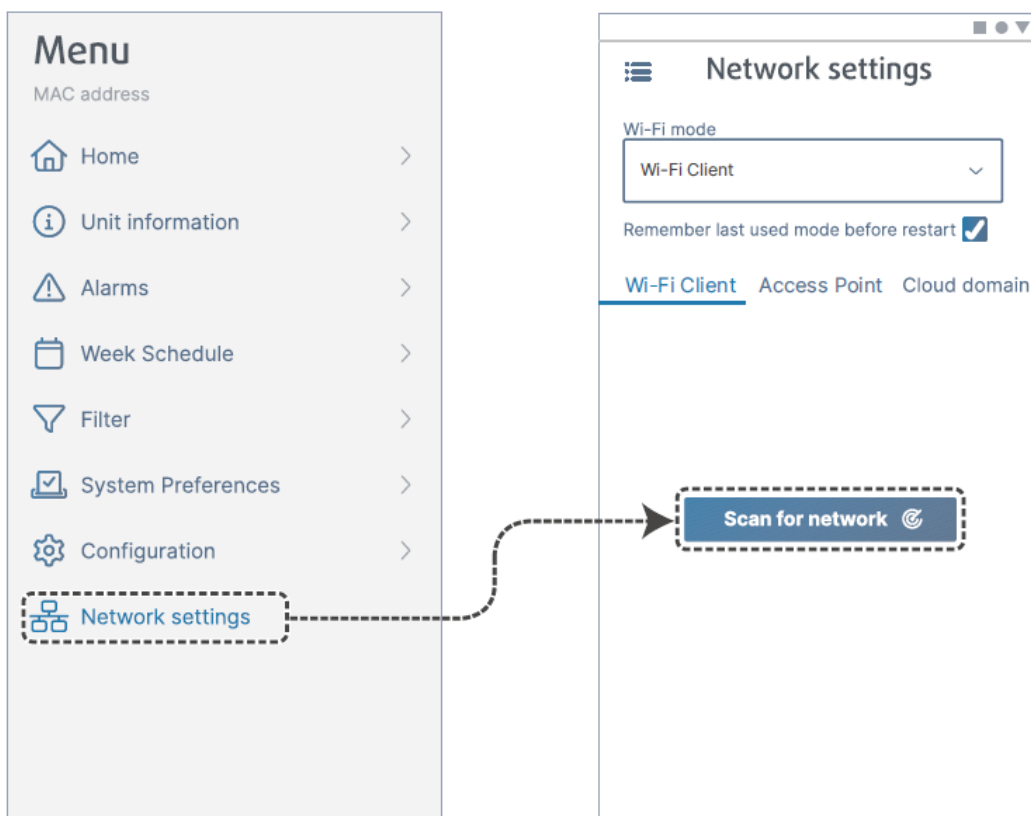 Menu
MAC address
Home
Unit information
Alarms
Week Schedule
Filter
System Preferences
Configuration
Network settings
Network settings
Wi-Fi mode
Wi-Fi Client
Remember last used mode before restart
Wi-Fi Client Access Point Cloud domain
Scan for network